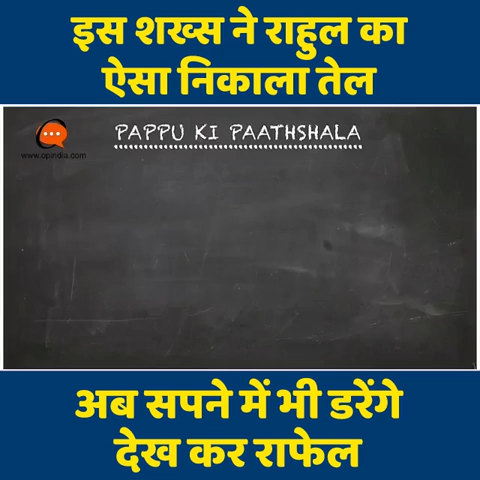 इस शख्स ने राहुल का
ऐसा निकाला तेल
PAPPU KI PAATHSHALA
www.opindia.com
अब सपने में भी डरेंगे
देख कर राफेल